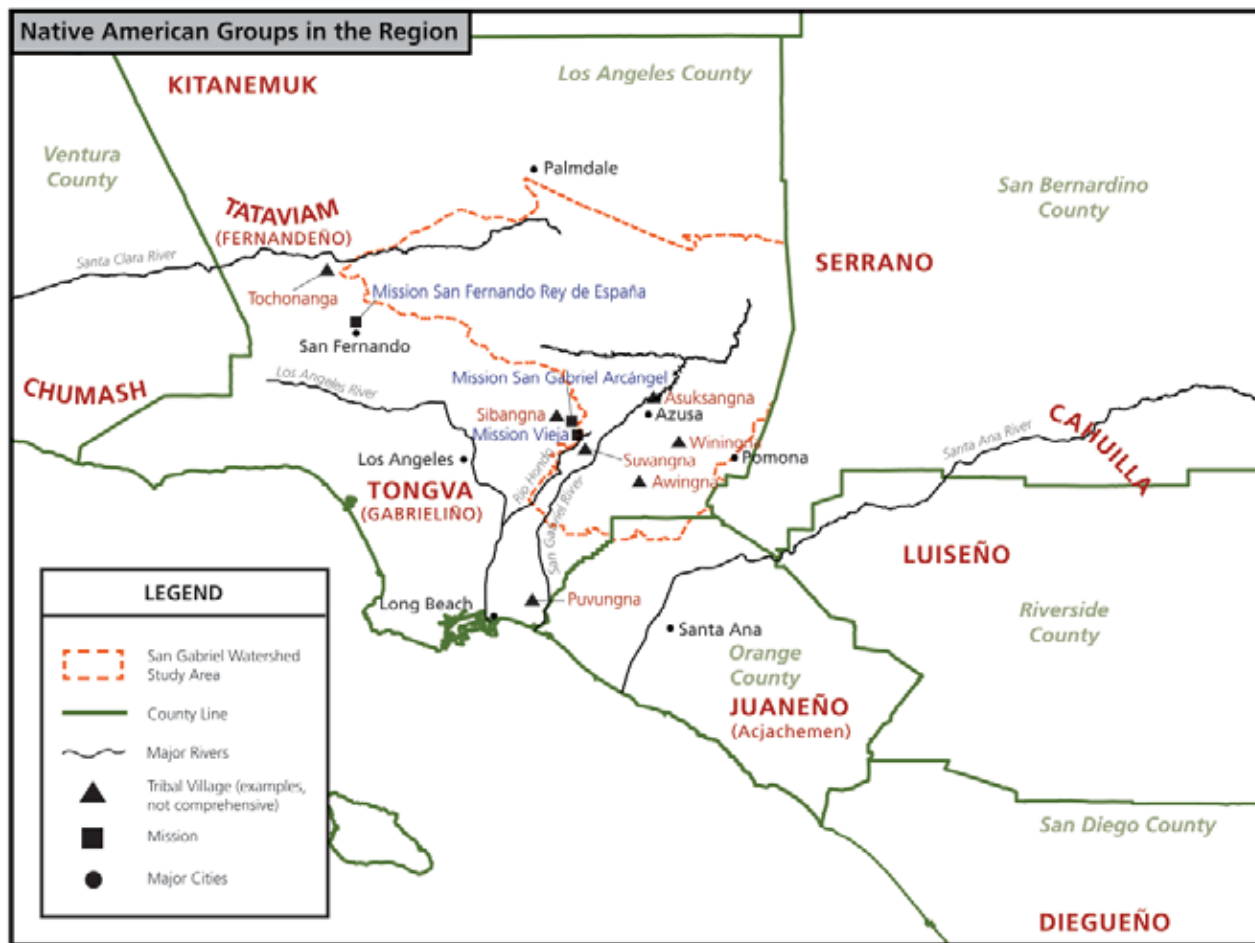 Native American Groups in the Region
KITANEMUK
Los Angeles County
Ventura
County
Palmdale
San Bernardino
County
TATAVIAM
(FERNANDEÑO)
Santa Clara River
SERRANO
Tochonanga
Mission San Fernando Rey de España
San Fernando
CHUMASH
Los Angeles River
Mission San Gabriel Arcángel
Asuksangna
Azusa
Sibangna
Mission Vieja
Winingna
CAHUILLA
Santa Ana River
Los Angeles
Rio Hondo
Suvangna
Pomona
Awingna
TONGVA
(GABRIELIÑO)
San Gabriel River
LUISEÑO
Long Beach
Puvungna
Santa Ana
Riverside
County
Orange
County
JUANEÑO
(Acjachemen)
San Diego County
DIEGUEÑO
LEGEND
San Gabriel Watershed
Study Area
County Line
Major Rivers
Tribal Village (examples,
not comprehensive)
Mission
Major Cities